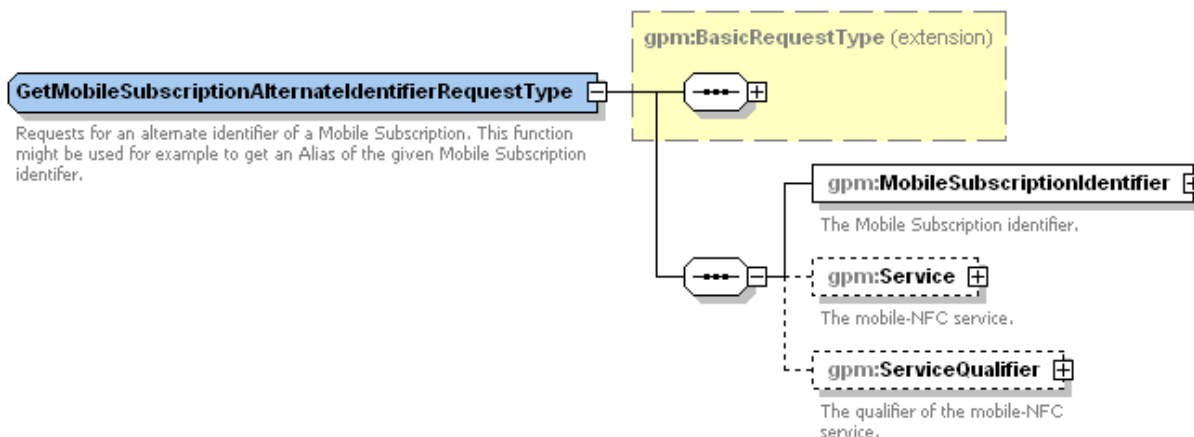 gpm:BasicRequestType (extension)
GetMobileSubscriptionAlternateIdentifierRequestType
Requests for an alternate identifier of a Mobile Subscription. This function
might be used for example to get an Alias of the given Mobile Subscription
identifer.
gpm:MobileSubscriptionIdentifier
The Mobile Subscription identifier.
gpm:Service
The mobile-NFC service.
gpm:ServiceQualifier
The qualifier of the mobile-NFC
service.